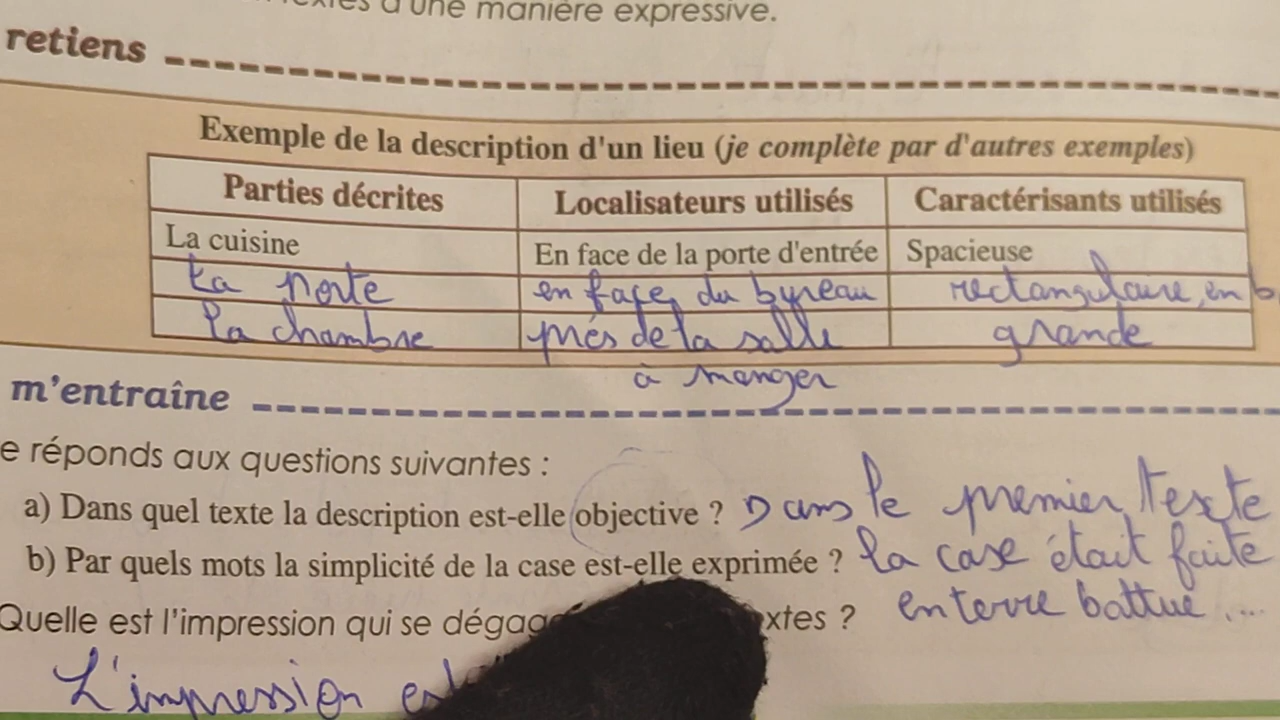 d'une manière expressive.
retiens
Exemple de la description d'un lieu (je complète par d'autres exemples)
Parties décrites Localisateurs utilisés Caractérisants utilisés
La cuisine En face de la porte d'entrée Spacieuse
La porte en face du bureau rectangulaire, en b
La chambre près de la salle grande
à manger
m'entraîne
e réponds aux questions suivantes :
a) Dans quel texte la description est-elle objective ? Dans le premier texte
b) Par quels mots la simplicité de la case est-elle exprimée ? la case était faite
en terre battue ....
Quelle est l'impression qui se dégag xtes ?
L'impression